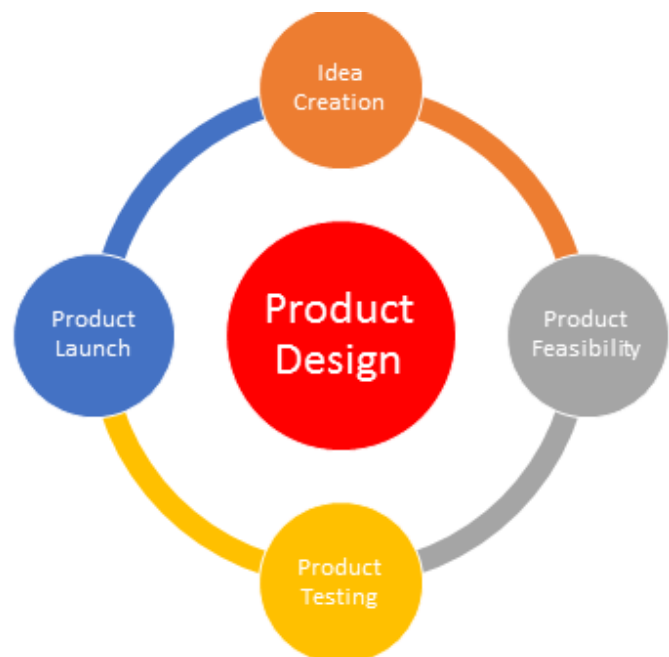 Idea
Creation
Product
Feasibility
Product
Testing
Product
Launch
Product
Design